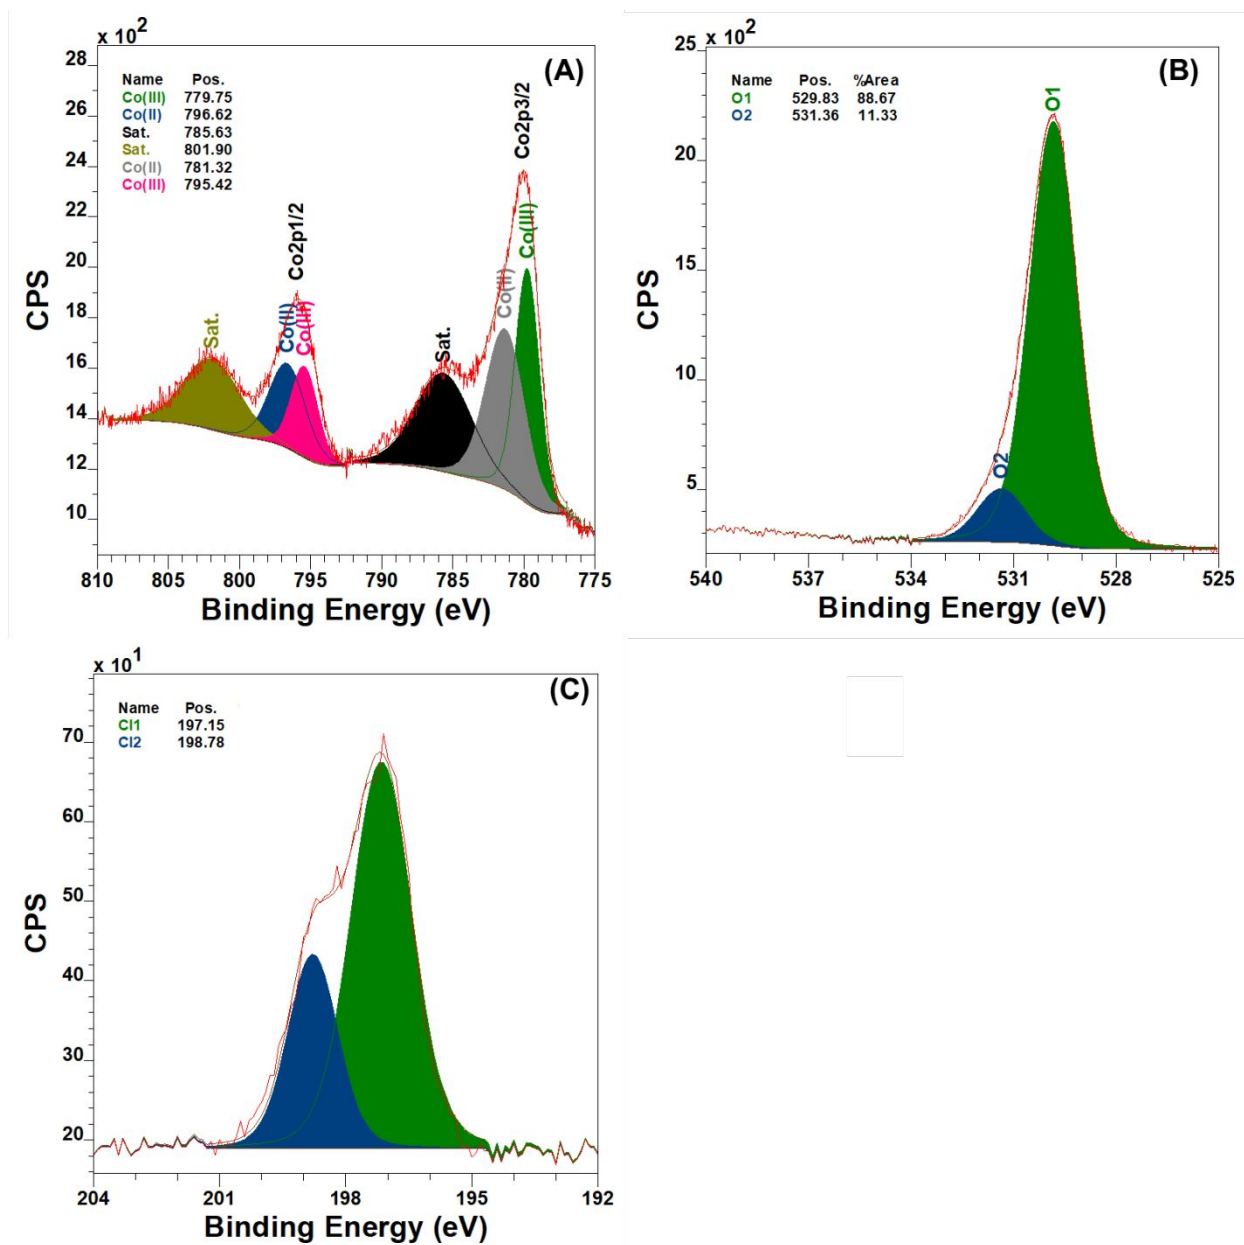 x 10²
(A)
Name Pos.
Co(III) 779.75
Co(II) 796.62
Sat. 785.63
Sat. 801.90
Co(II) 781.32
Co(III) 795.42
Sat.
Co(II)
Co(III)
Co2p1/2
Sat.
Co(II)
Co(III)
Co2p3/2
CPS
28
26
24
22
20
18
16
14
12
10
810 805 800 795 790 785 780 775
Binding Energy (eV)
x 10²
(B)
Name Pos. %Area
O1 529.83 88.67
O2 531.36 11.33
O1
O2
CPS
25
20
15
10
5
540 537 534 531 528 525
Binding Energy (eV)
x 10¹
(C)
Name Pos.
Cl1 197.15
Cl2 198.78
CPS
70
60
50
40
30
20
204 201 198 195 192
Binding Energy (eV)